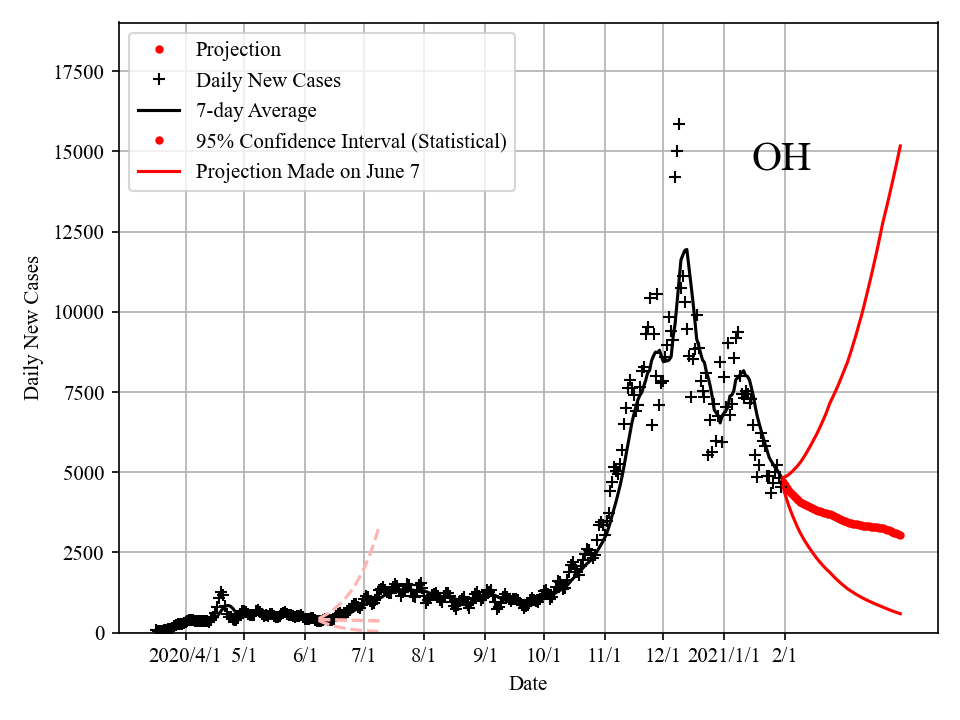 Projection
Daily New Cases
7-day Average
95% Confidence Interval (Statistical)
Projection Made on June 7
OH
17500
15000
12500
10000
7500
5000
2500
0
Daily New Cases
2020/4/1 5/1 6/1 7/1 8/1 9/1 10/1 11/1 12/1 2021/1/1 2/1
Date